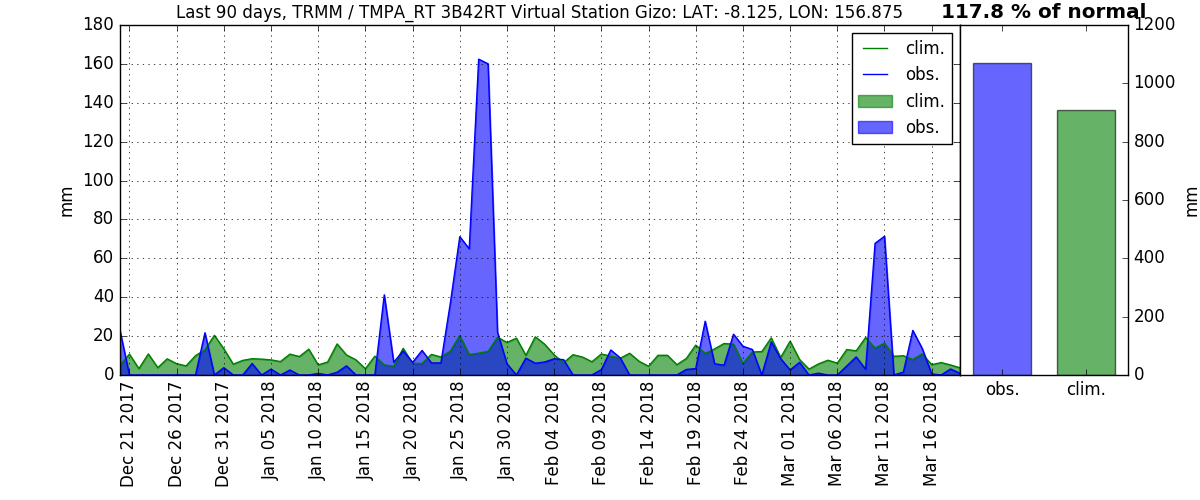 Last 90 days, TRMM / TMPA_RT 3B42RT Virtual Station Gizo: LAT: -8.125, LON: 156.875
117.8 % of normal
180
160
140
120
100
80
60
40
20
0
mm
clim.
obs.
clim.
obs.
Dec 21 2017
Dec 26 2017
Dec 31 2017
Jan 05 2018
Jan 10 2018
Jan 15 2018
Jan 20 2018
Jan 25 2018
Jan 30 2018
Feb 04 2018
Feb 09 2018
Feb 14 2018
Feb 19 2018
Feb 24 2018
Mar 01 2018
Mar 06 2018
Mar 11 2018
Mar 16 2018
1200
1000
800
600
400
200
0
mm
obs.
clim.